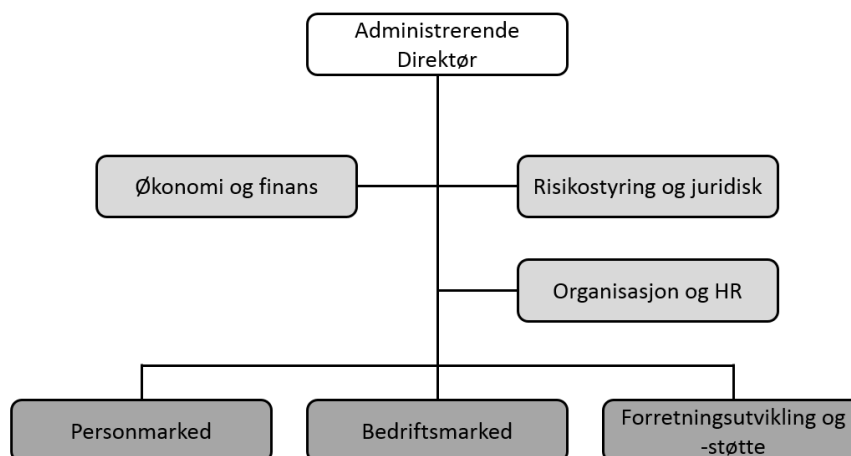 Administrerende
Direktør
Økonomi og finans
Risikostyring og juridisk
Organisasjon og HR
Personmarked
Bedriftsmarked
Forretningsutvikling og
-støtte